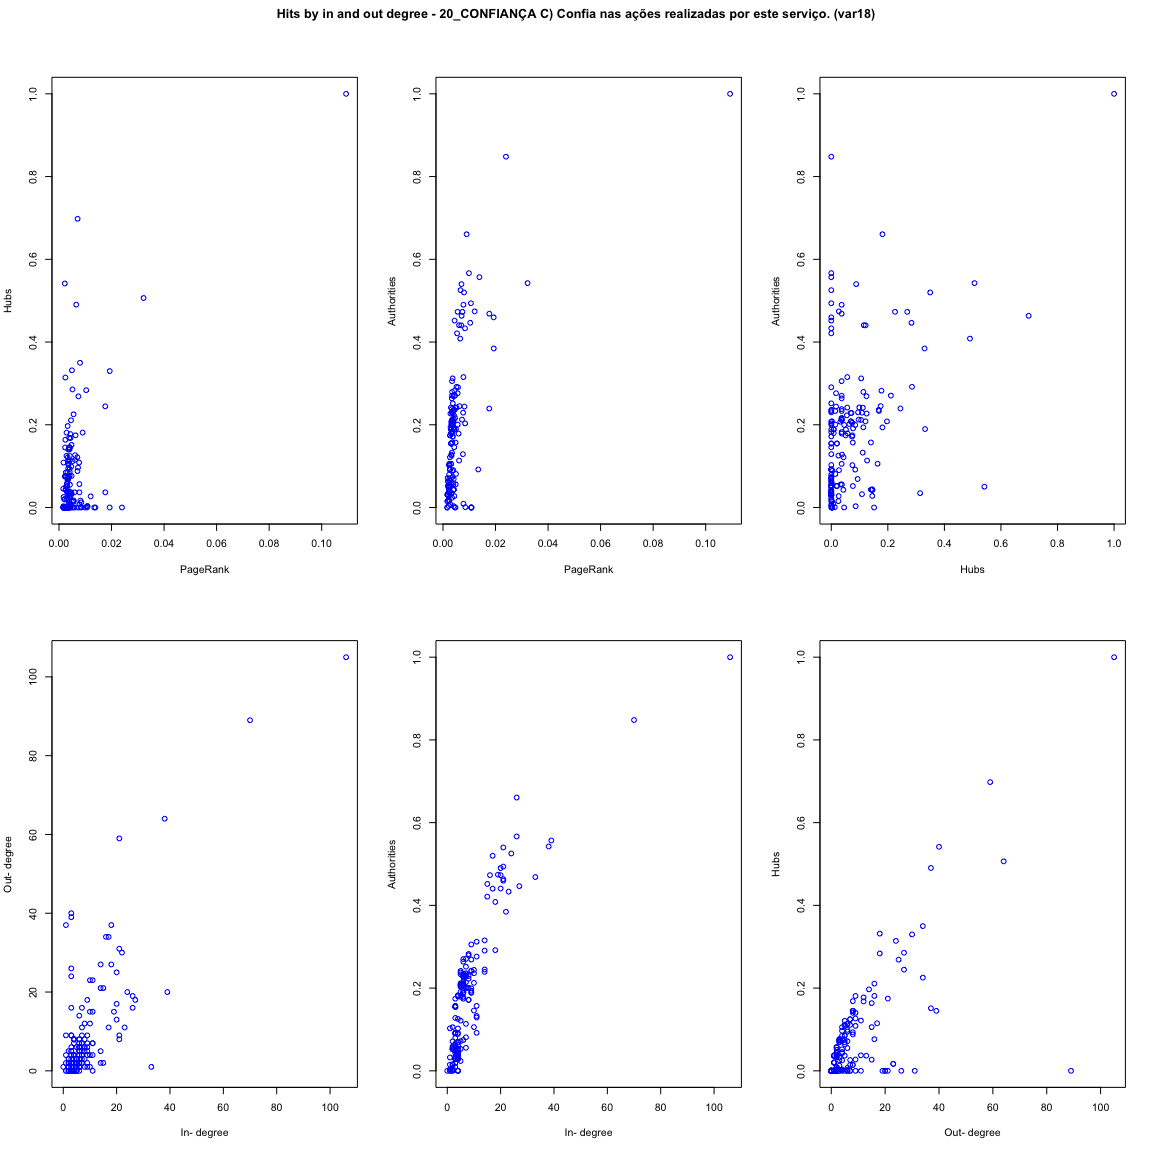 Hits by in and out degree - 20_CONFIANÇA C) Confia nas ações realizadas por este serviço. (var18)
Hubs
0.0 0.2 0.4 0.6 0.8 1.0
0.00 0.02 0.04 0.06 0.08 0.10
PageRank
Authorities
0.0 0.2 0.4 0.6 0.8 1.0
0.00 0.02 0.04 0.06 0.08 0.10
PageRank
Authorities
0.0 0.2 0.4 0.6 0.8 1.0
0.0 0.2 0.4 0.6 0.8 1.0
Hubs
Out- degree
0 20 40 60 80 100
0 20 40 60 80 100
In- degree
Authorities
0.0 0.2 0.4 0.6 0.8 1.0
0 20 40 60 80 100
In- degree
Hubs
0.0 0.2 0.4 0.6 0.8 1.0
0 20 40 60 80 100
Out- degree